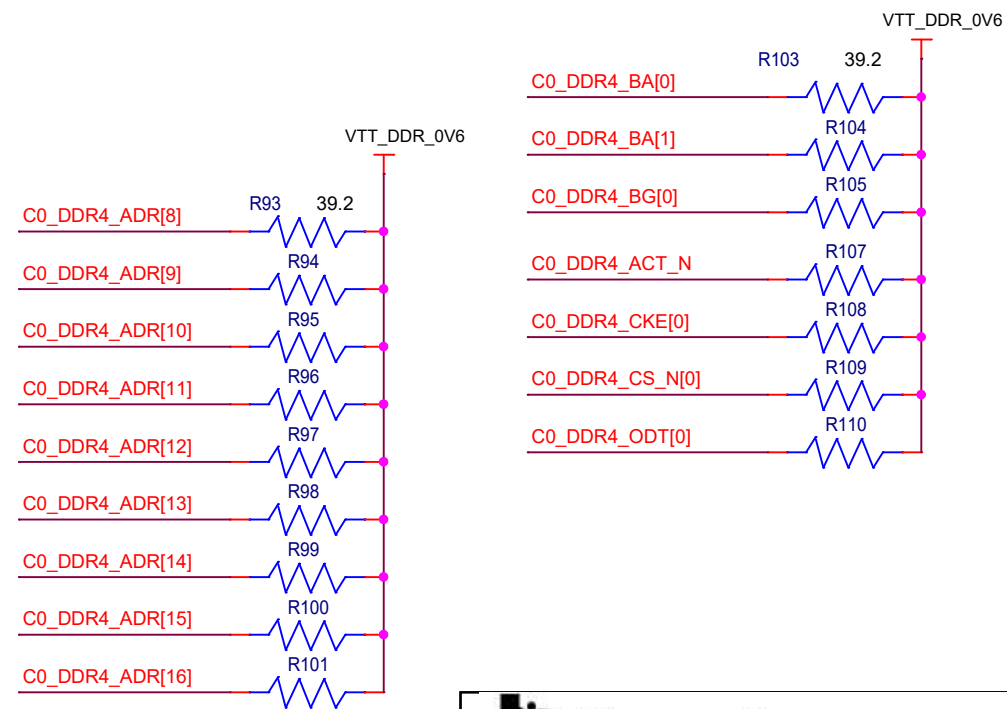 VTT_DDR_0V6
C0_DDR4_ADR[8] R93 39.2
C0_DDR4_ADR[9] R94
C0_DDR4_ADR[10] R95
C0_DDR4_ADR[11] R96
C0_DDR4_ADR[12] R97
C0_DDR4_ADR[13] R98
C0_DDR4_ADR[14] R99
C0_DDR4_ADR[15] R100
C0_DDR4_ADR[16] R101
VTT_DDR_0V6
C0_DDR4_BA[0] R103 39.2
C0_DDR4_BA[1] R104
C0_DDR4_BG[0] R105
C0_DDR4_ACT_N R107
C0_DDR4_CKE[0] R108
C0_DDR4_CS_N[0] R109
C0_DDR4_ODT[0] R110